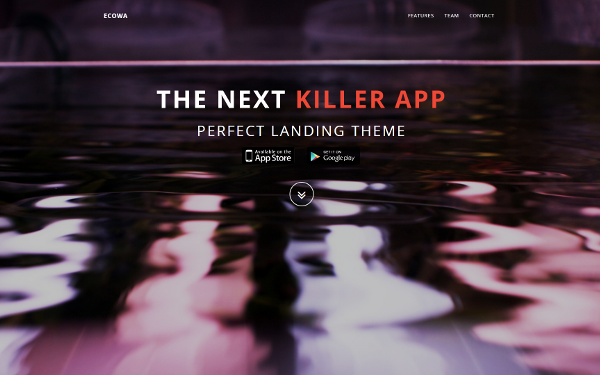 ECOWA
FEATURES TEAM CONTACT
THE NEXT KILLER APP
PERFECT LANDING THEME
Available on the
App Store
GET IT ON
Google play